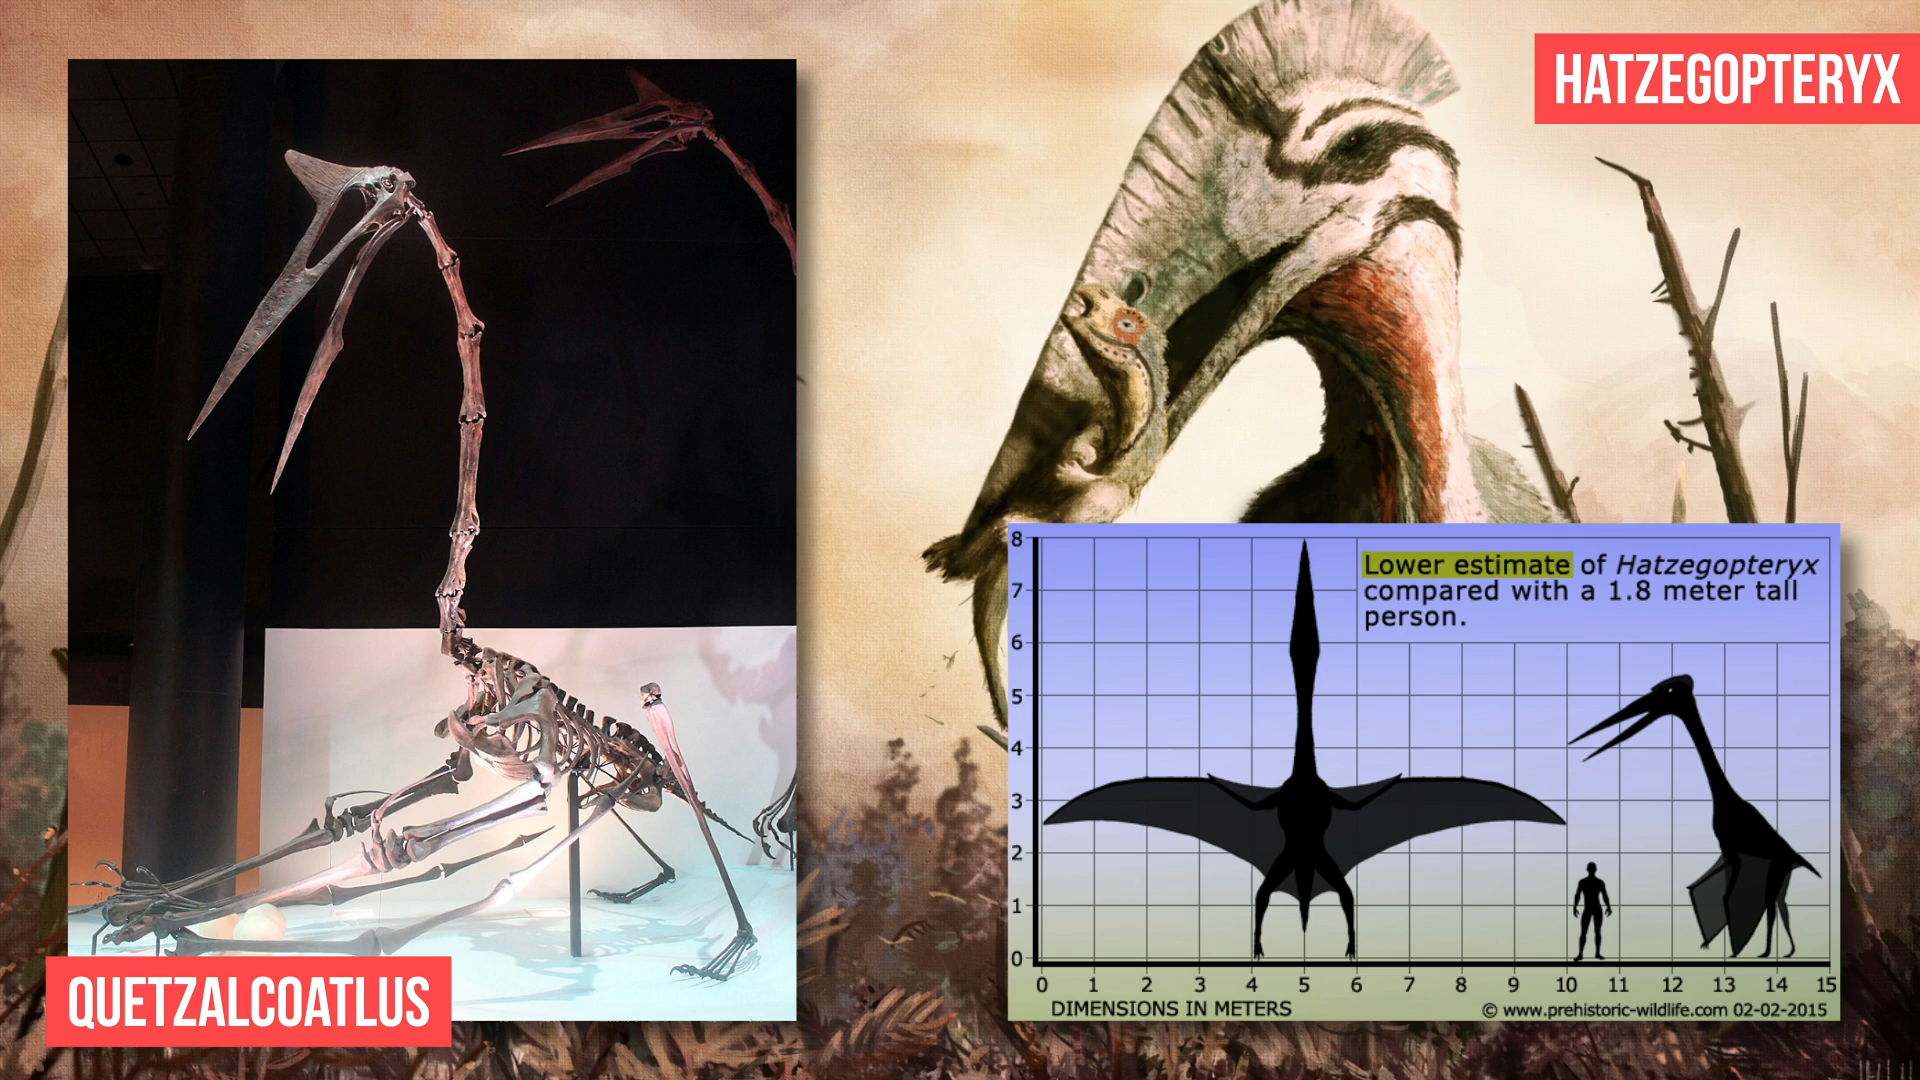 HATZEGOPTERYX
QUETZALCOATLUS
Lower estimate of Hatzegopteryx
compared with a 1.8 meter tall
person.
8
7
6
5
4
3
2
1
0
0 1 2 3 4 5 6 7 8 9 10 11 12 13 14 15
DIMENSIONS IN METERS
© www.prehistoric-wildlife.com 02-02-2015